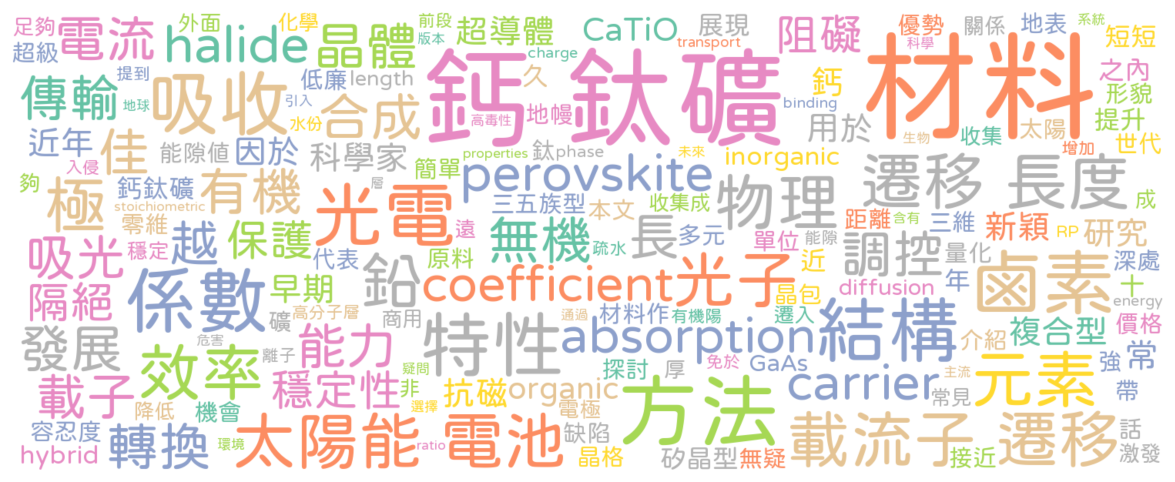 足夠 電流 外面 化學 前段 超導體 CaTiO 展現 阻礙 優勢 關係 地表 系統 短短
超級 halide 晶體 版本 charge transport 科學 材料 之內
傳輸 提到 吸收 低廉 length 鈣鈦礦 久 鈣 binding 形貌
地球 引入 合成 高毒性 地幔 用於 收集 太陽 提升
近年 佳 水份 能隙值 因於 科學家 簡單 properties 鈦 phase 未來 inorganic 生物 增加 世代
入侵 夠 鈣鈦礦 有機 層 perovskite 物理 遷移 長度
極 stoichiometric 零維 光電 遠 三五族型 本文 收集成 距離 含有 三維 新穎 RP 研究 成
吸光 穩定 越 保護 無機 疏水 長 多元 單位 能隙 調控 量化
隔絕 係數 代表 早期 鉛 原料 coefficient 光子 近 diffusion 年 鹵素 深處 十
發展 礦 高分子層 商用 特性 材料作 有機陽 晶包 遷入 absorption 結構 複合型 energy 價格
效率 危害 離子 能力 疑問 非 探討 通過 厚 免於 GaAs 介紹 主流 強 常
載子 穩定性 抗磁 organic 方法 carrier 常見 元素 帶
降低 機會 選擇 電極
容忍度 hybrid 轉換 環境 太陽能 ratio 電池 缺陷 晶格 矽晶型 無疑 載流子 接近 遷移 話 激發